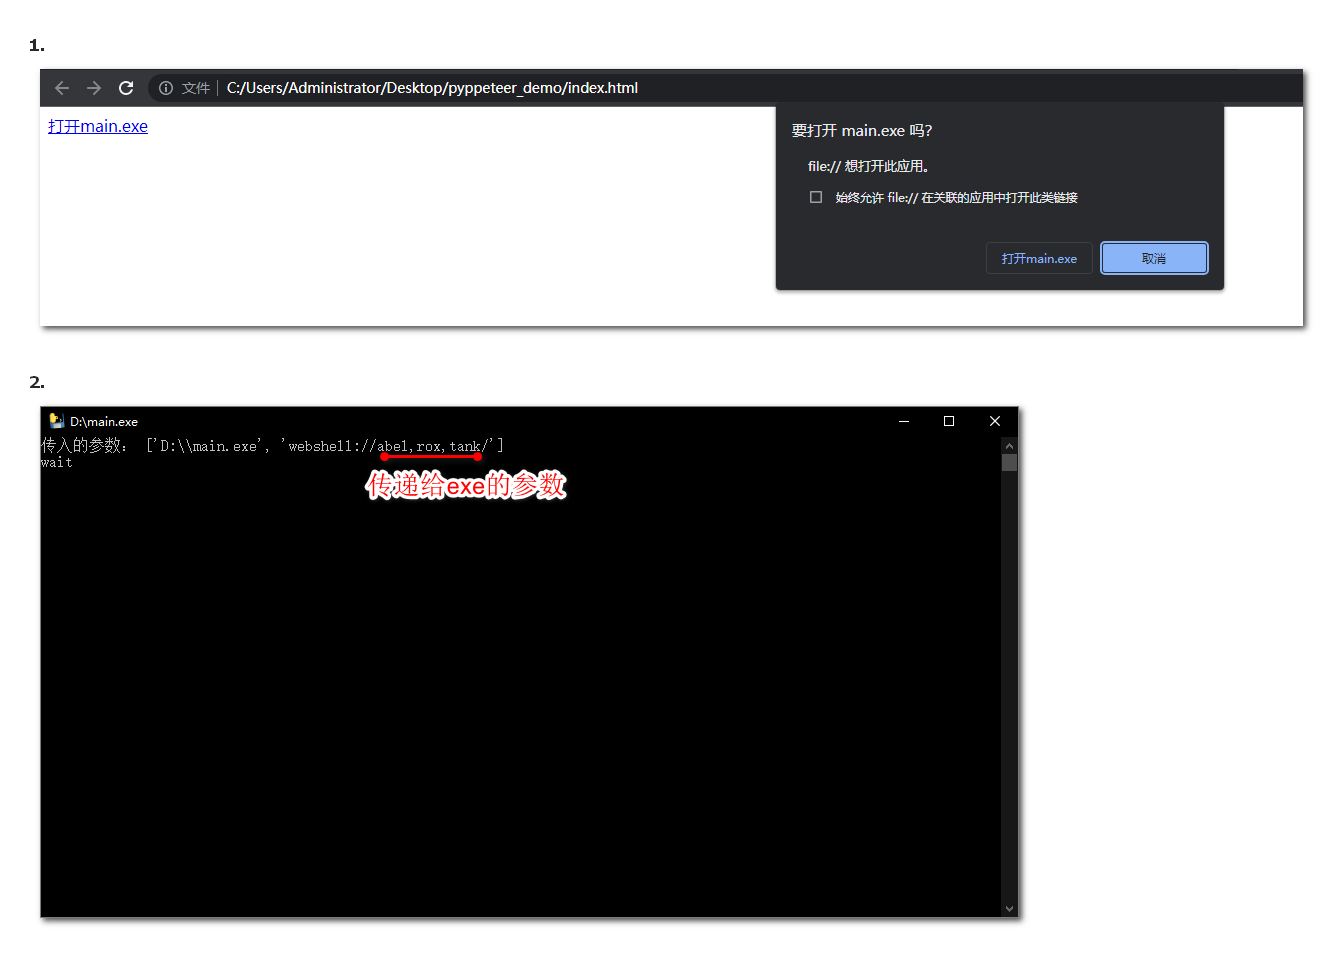 1.
文件 | C:/Users/Administrator/Desktop/pyppeteer_demo/index.html
打开main.exe
要打开 main.exe 吗?
file:// 想打开此应用。
始终允许 file:// 在关联的应用中打开此类链接
打开main.exe
取消
2.
D:\main.exe
传入的参数： ['D:\\main.exe', 'webshell://abel,rox,tank/']
wait
传递给exe的参数